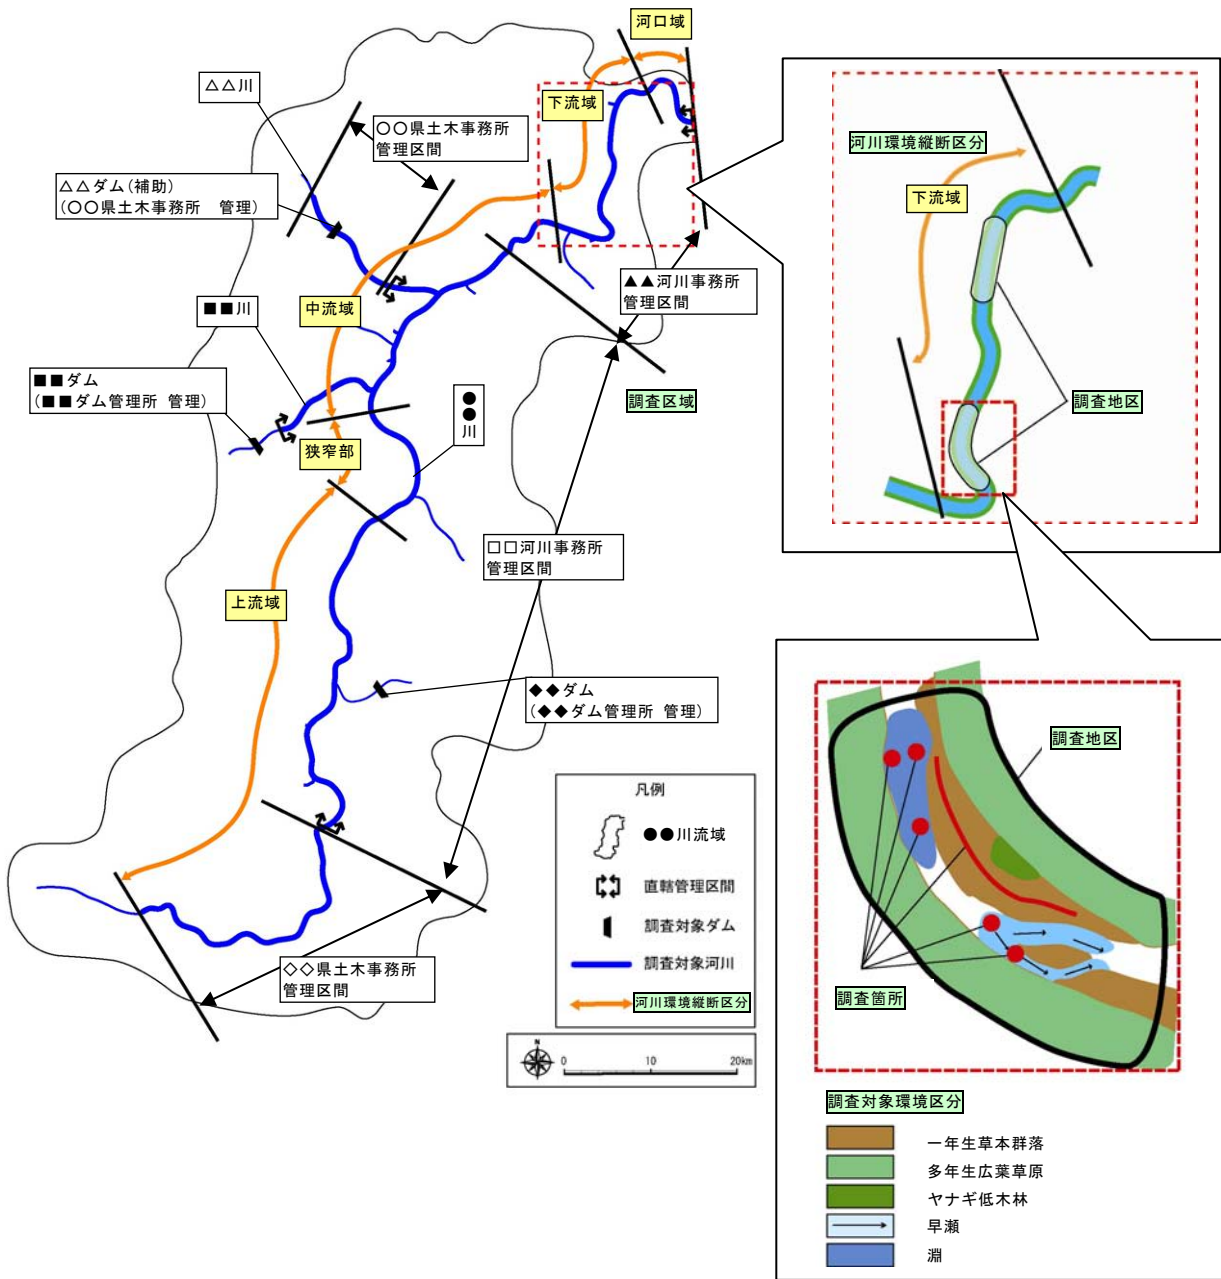 河口域
△△川
下流域
○○県土木事務所
管理区間
△△ダム(補助)
(○○県土木事務所 管理)
▲▲河川事務所
管理区間
■■川
中流域
■■ダム
(■■ダム管理所 管理)
●●川
調査区域
狭窄部
□□河川事務所
管理区間
上流域
◆◆ダム
(◆◆ダム管理所 管理)
◇◇県土木事務所
管理区間
凡例
●●川流域
直轄管理区間
調査対象ダム
調査対象河川
河川環境縦断区分
N
0 10 20km
河川環境縦断区分
下流域
調査地区
調査地区
調査箇所
調査対象環境区分
一年生草本群落
多年生広葉草原
ヤナギ低木林
早瀬
淵